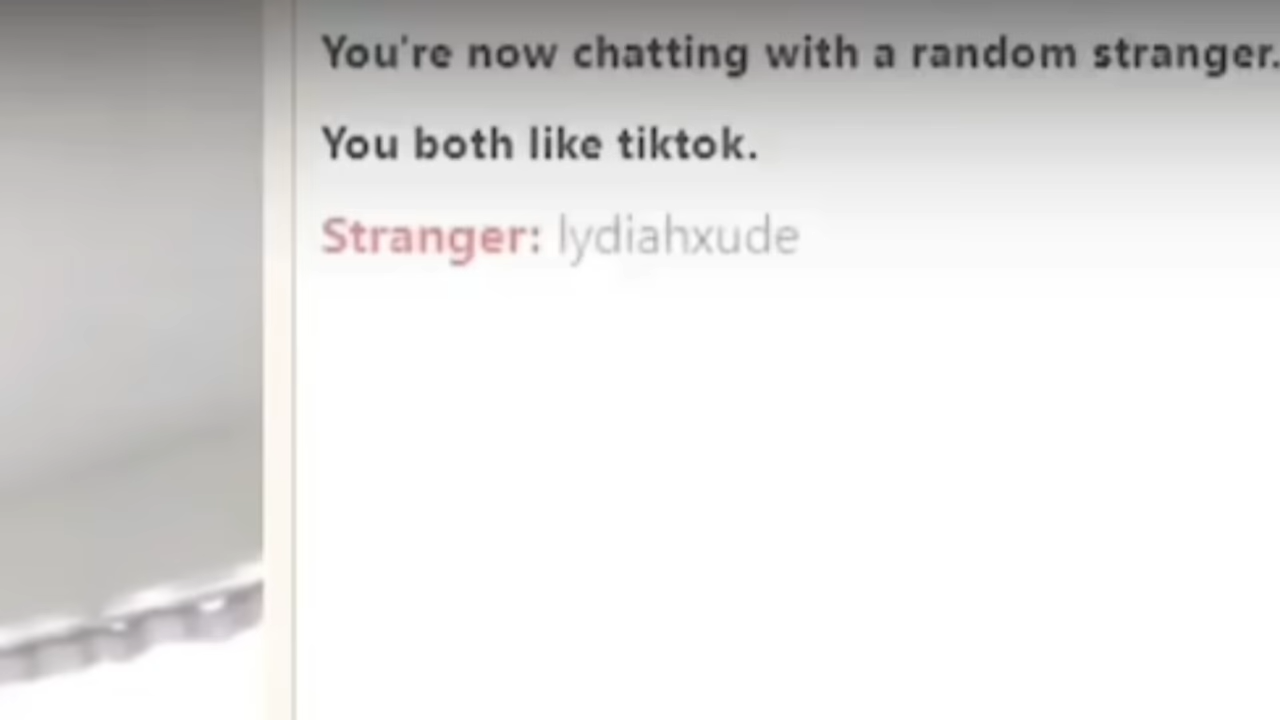 You're now chatting with a random stranger.
You both like tiktok.
Stranger: lydiahxude